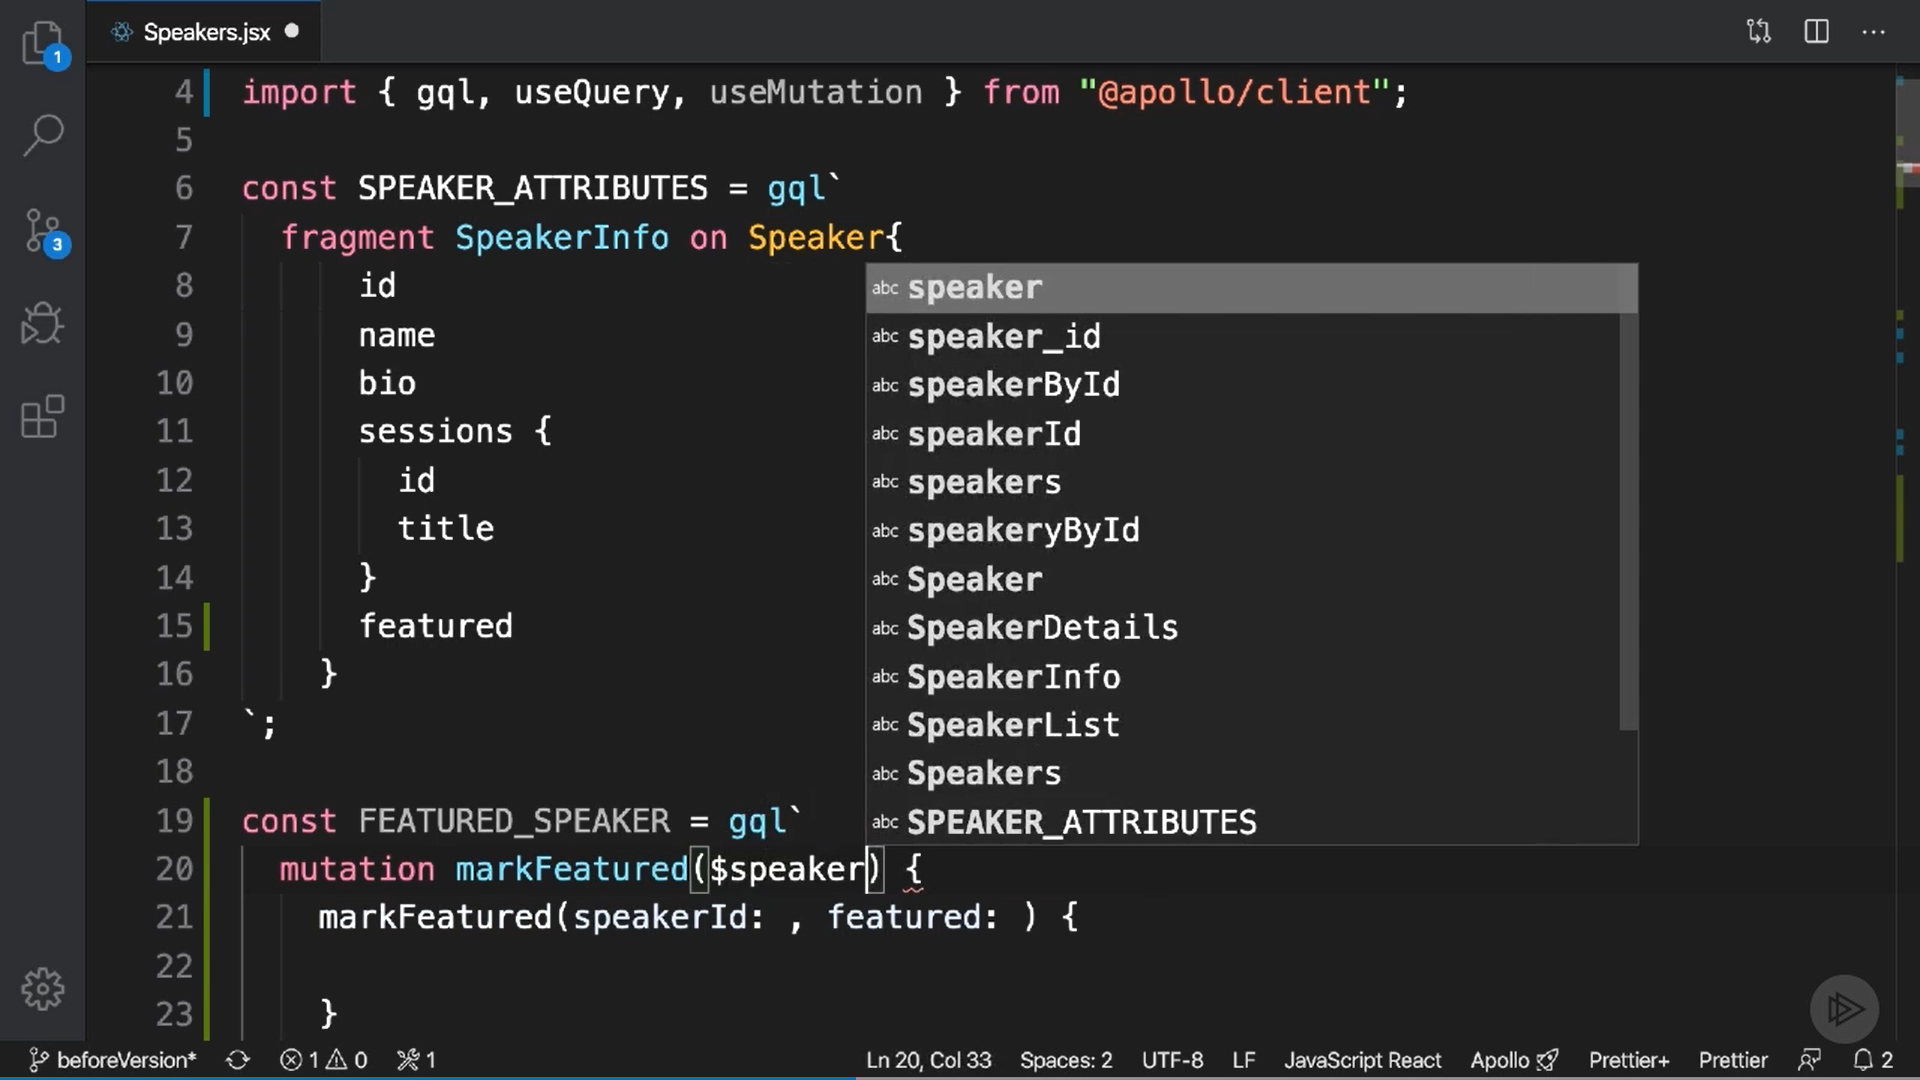 Speakers.jsx
1
4 import { gql, useQuery, useMutation } from "@apollo/client";
5
6 const SPEAKER_ATTRIBUTES = gql`
7 fragment SpeakerInfo on Speaker{
8 id
9 name
10 bio
11 sessions {
12 id
13 title
14 }
15 featured
16 }
17 `;
18
19 const FEATURED_SPEAKER = gql`
20 mutation markFeatured($speaker) {
21 markFeatured(speakerId: , featured: ) {
22
23 }
3
abc speaker
abc speaker_id
abc speakerById
abc speakerId
abc speakers
abc speakeryById
abc Speaker
abc SpeakerDetails
abc SpeakerInfo
abc SpeakerList
abc Speakers
abc SPEAKER_ATTRIBUTES
beforeVersion* 1 0 1 Ln 20, Col 33 Spaces: 2 UTF-8 LF JavaScript React Apollo Prettier+ Prettier 2